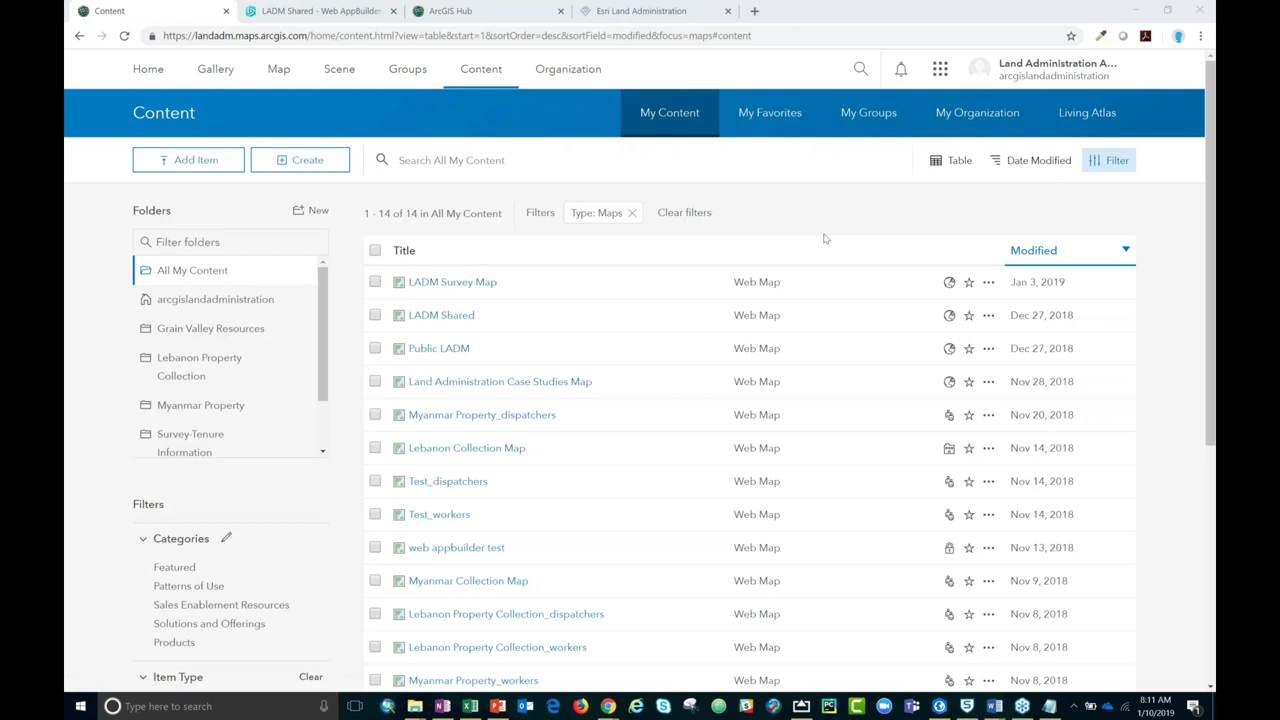 Content
LADM Shared - Web AppBuilder
ArcGIS Hub
Esri Land Administration
https://landadm.maps.arcgis.com/home/content.html?view=table&start=1&sortOrder=desc&sortField=modified&focus=maps#content
Home Gallery Map Scene Groups Content Organization
Land Administration A...
arcgislandadministration
Content
My Content My Favorites My Groups My Organization Living Atlas
Add Item Create Search All My Content Table Date Modified Filter
Folders New
Filter folders
All My Content
arcgislandadministration
Grain Valley Resources
Lebanon Property
Collection
Myanmar Property
Survey-Tenure
Information
Filters
Categories
Featured
Patterns of Use
Sales Enablement Resources
Solutions and Offerings
Products
Item Type Clear
1 - 14 of 14 in All My Content Filters Type: Maps Clear filters
Title Modified
LADM Survey Map Web Map Jan 3, 2019
LADM Shared Web Map Dec 27, 2018
Public LADM Web Map Dec 27, 2018
Land Administration Case Studies Map Web Map Nov 28, 2018
Myanmar Property_dispatchers Web Map Nov 20, 2018
Lebanon Collection Map Web Map Nov 14, 2018
Test_dispatchers Web Map Nov 14, 2018
Test_workers Web Map Nov 14, 2018
web appbuilder test Web Map Nov 13, 2018
Myanmar Collection Map Web Map Nov 9, 2018
Lebanon Property Collection_dispatchers Web Map Nov 8, 2018
Lebanon Property Collection_workers Web Map Nov 8, 2018
Myanmar Property_workers Web Map Nov 8, 2018
Type here to search
8:11 AM
1/10/2019